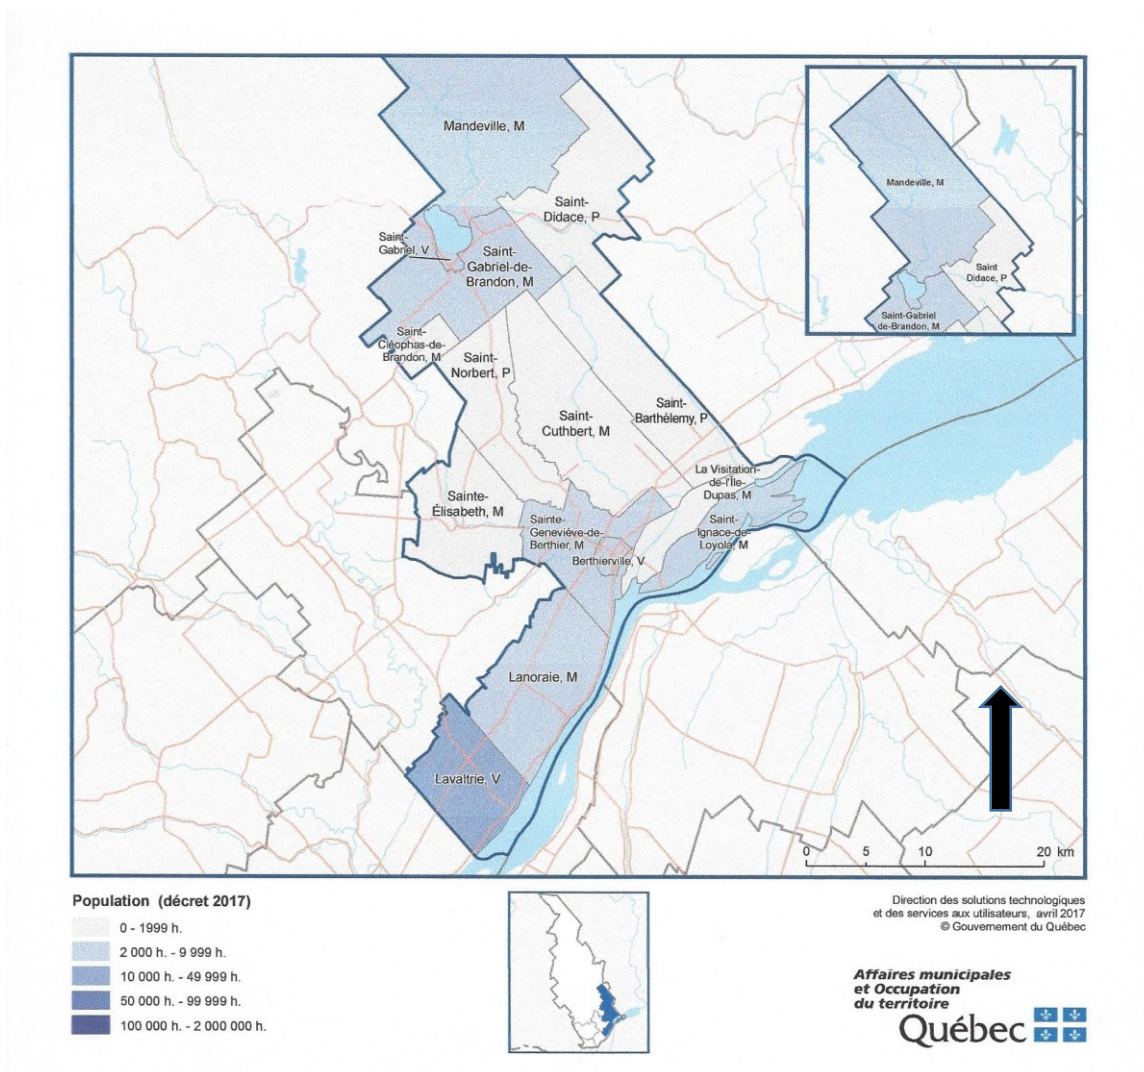 Mandeville, M
Saint-
Didace, P
Saint-
Gabriel, V
Saint-
Gabriel-de-
Brandon, M
Saint-
Cléophas-de-
Brandon, M
Saint-
Norbert, P
Saint-
Cuthbert, M
Saint-
Barthélemy, P
La Visitation-
de-l'Île-
Dupas, M
Sainte-
Élisabeth, M
Sainte-
Geneviève-de-
Berthier, M
Saint-
Ignace-de-
Loyola, M
Berthierville, V
Lanoraie, M
Lavaltrie, V
Mandeville, M
Saint
Didace, P
Saint-Gabriel
de-Brandon, M
0 5 10 20 km
Population (décret 2017)
0 - 1999 h.
2 000 h. - 9 999 h.
10 000 h. - 49 999 h.
50 000 h. - 99 999 h.
100 000 h. - 2 000 000 h.
Direction des solutions technologiques
et des services aux utilisateurs, avril 2017
© Gouvernement du Québec
Affaires municipales
et Occupation
du territoire
Québec